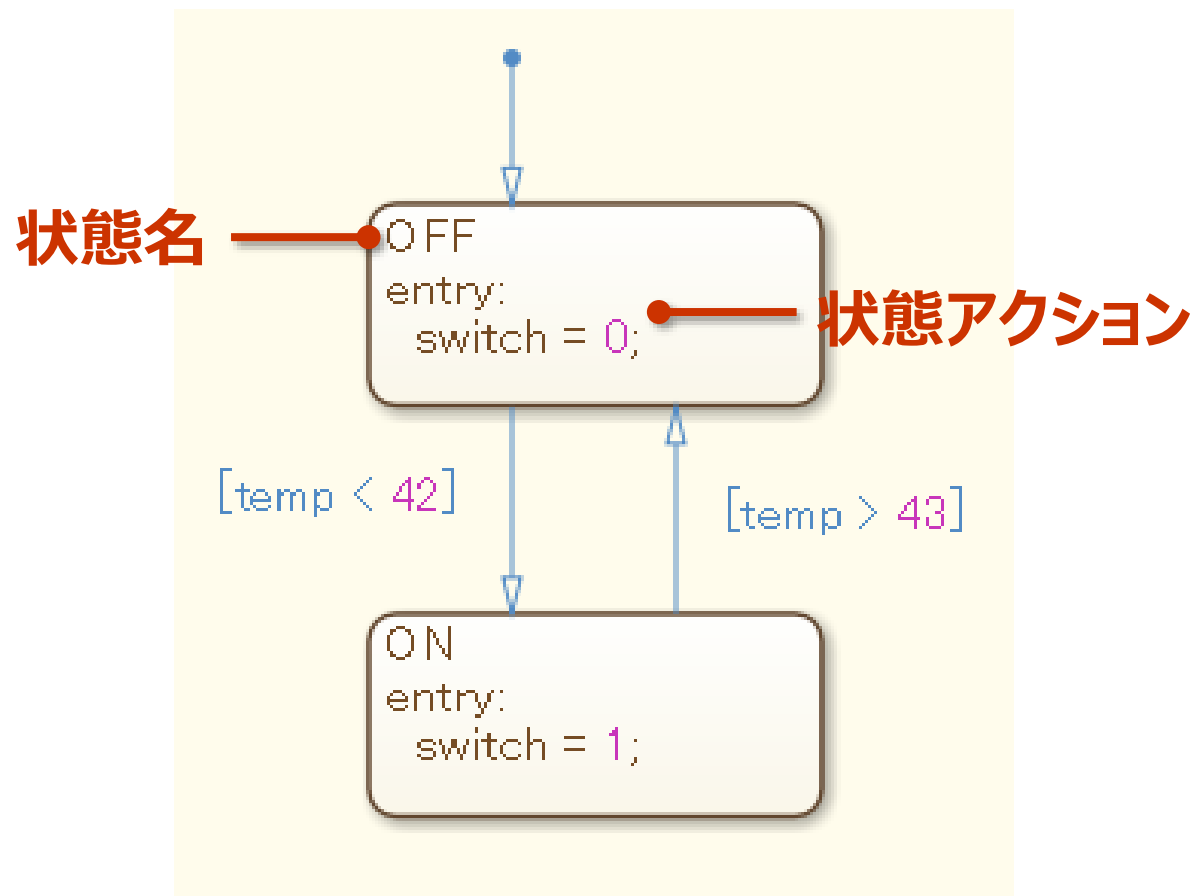 状態名
OFF
entry:
switch = 0;
状態アクション
[temp < 42]
[temp > 43]
ON
entry:
switch = 1;